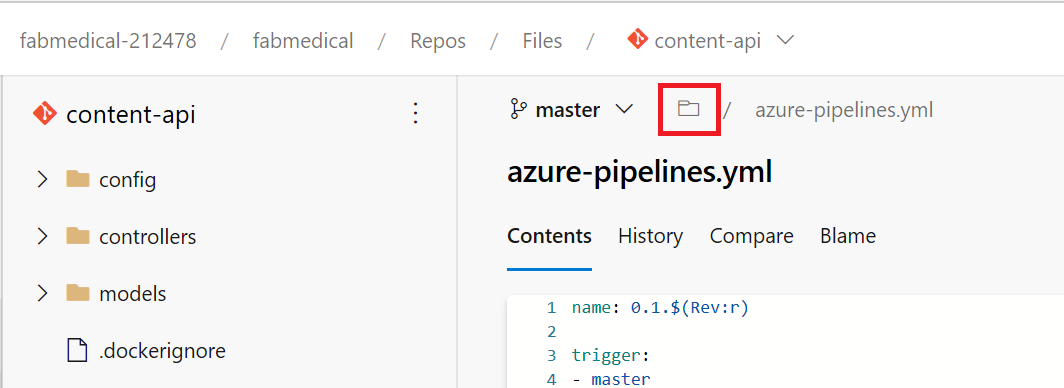 fabmedical-212478 / fabmedical / Repos / Files / content-api
content-api
config
controllers
models
.dockerignore
master / azure-pipelines.yml
azure-pipelines.yml
Contents History Compare Blame
1 name: 0.1.$(Rev:r)
2
3 trigger:
4 - master